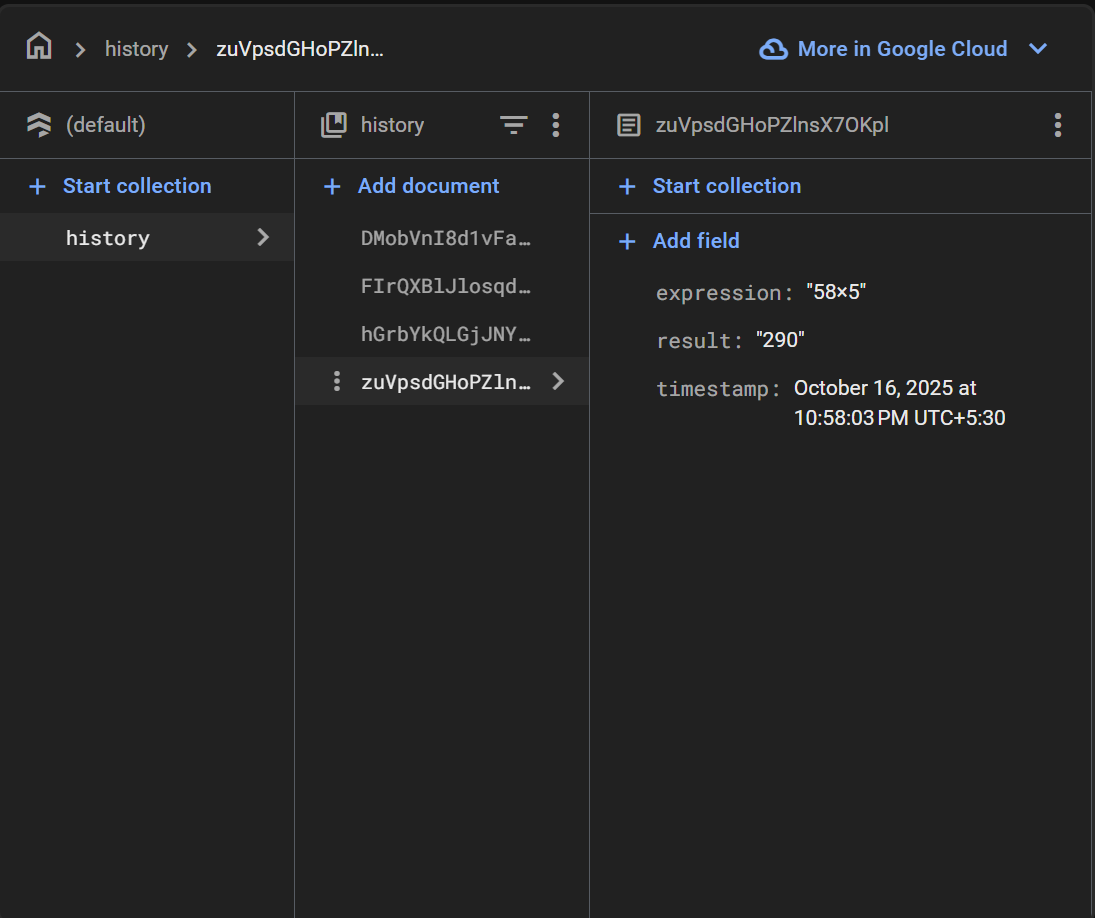 history
zuVpsdGHoPZln…
More in Google Cloud
(default)
history
zuVpsdGHoPZlnsX7OKpl
Start collection
Add document
Start collection
history
DMobVnI8d1vFa…
FIrQXBlJlosqd…
hGrbYkQLGjJNY…
zuVpsdGHoPZln…
Add field
expression: "58×5"
result: "290"
timestamp: October 16, 2025 at
10:58:03 PM UTC+5:30